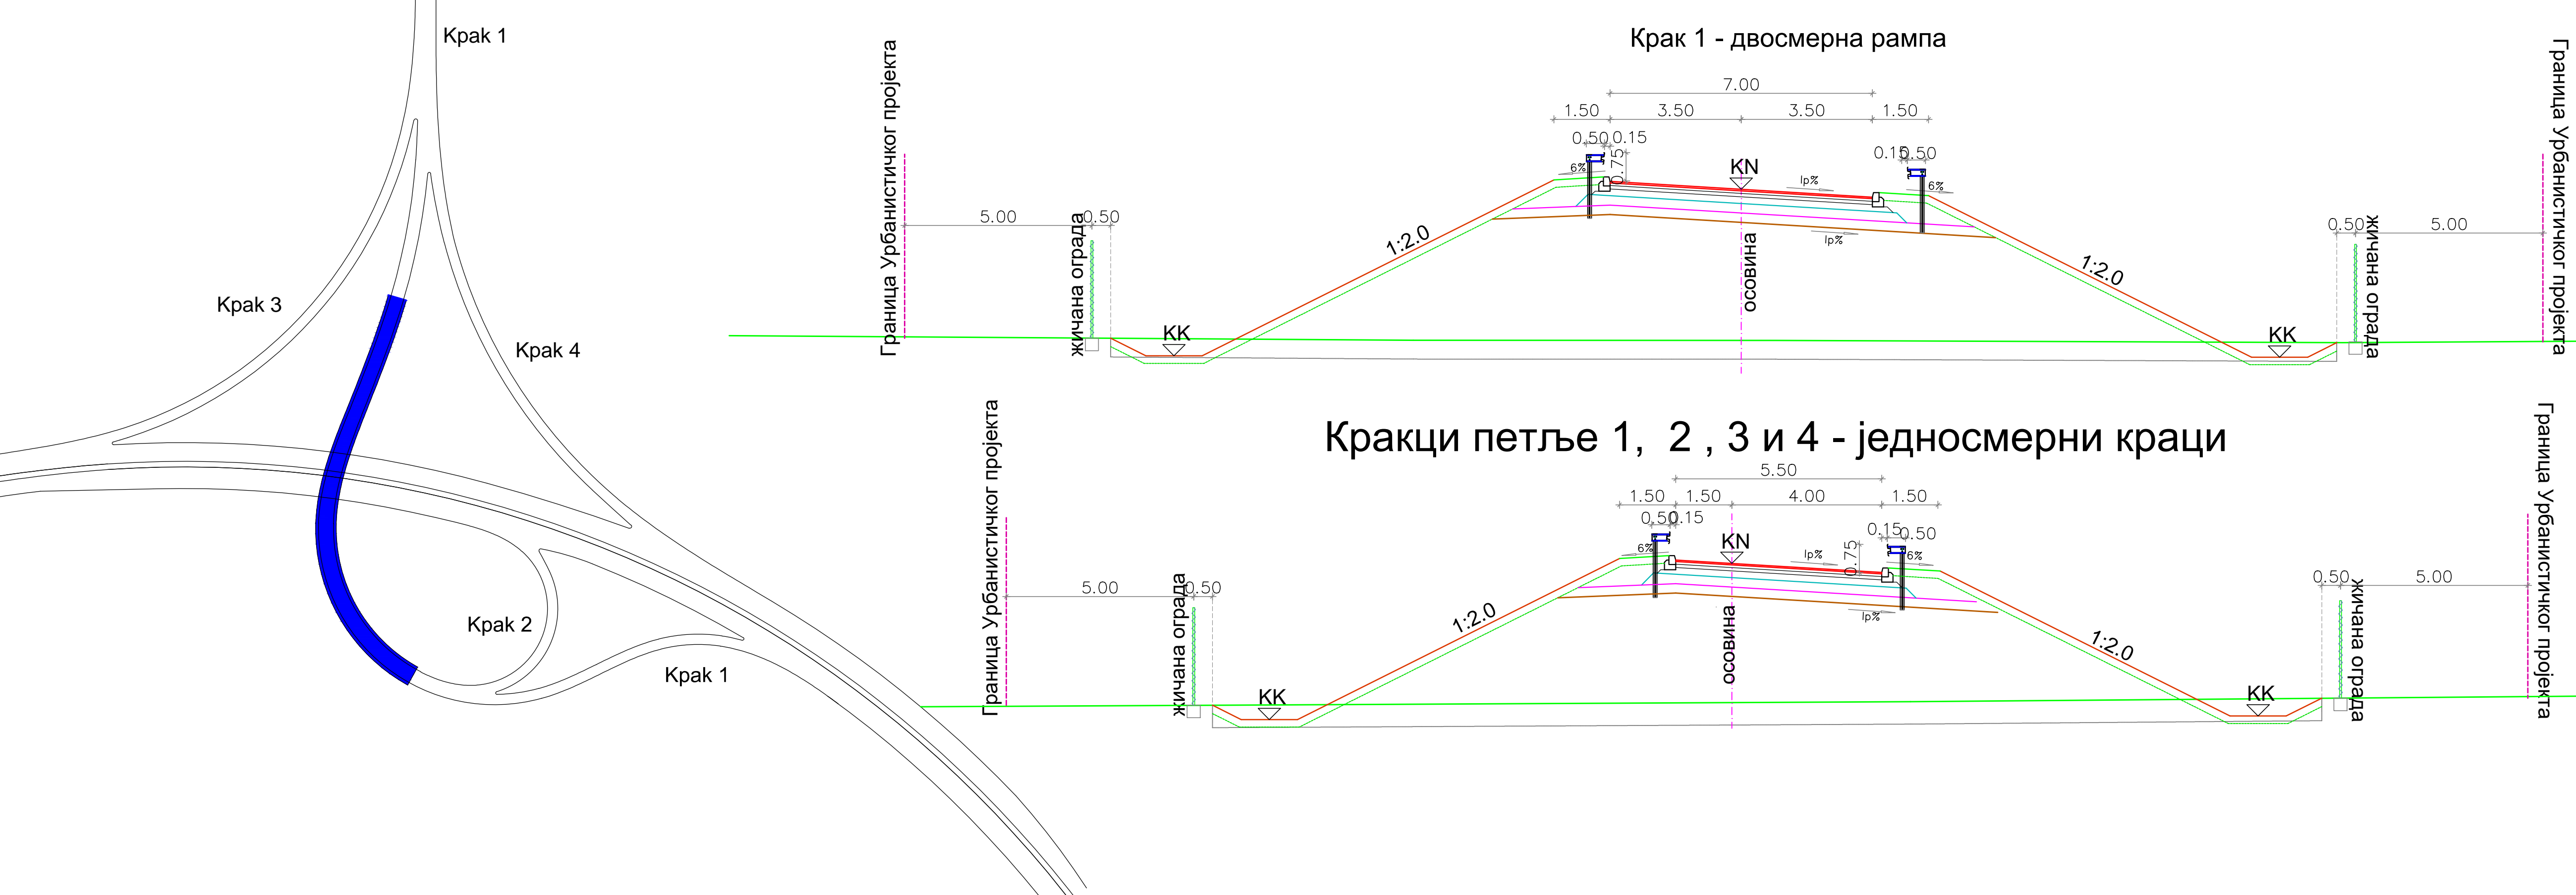 Kpak 1
Kpak 3
Kpak 4
Kpak 2
Kpak 1
Крак 1 - двосмерна рампа
7.00
1.50 3.50 3.50 1.50
0.50 0.15
0.15 0.50
0.75
KN
6%
Ip%
6%
Ip%
5.00 0.50
0.50 5.00
Граница Урбанистичког пројекта
жичана ограда
1:2.0
осовина
1:2.0
жичана ограда
Граница Урбанистичког пројекта
KK
KK
Кракци петље 1, 2 , 3 и 4 - једносмерни краци
5.50
1.50 1.50 4.00 1.50
0.50 0.15
0.15 0.50
0.75
KN
6%
Ip%
6%
Ip%
5.00 0.50
0.50 5.00
Граница Урбанистичког пројекта
жичана ограда
1:2.0
осовина
1:2.0
жичана ограда
Граница Урбанистичког пројекта
KK
KK